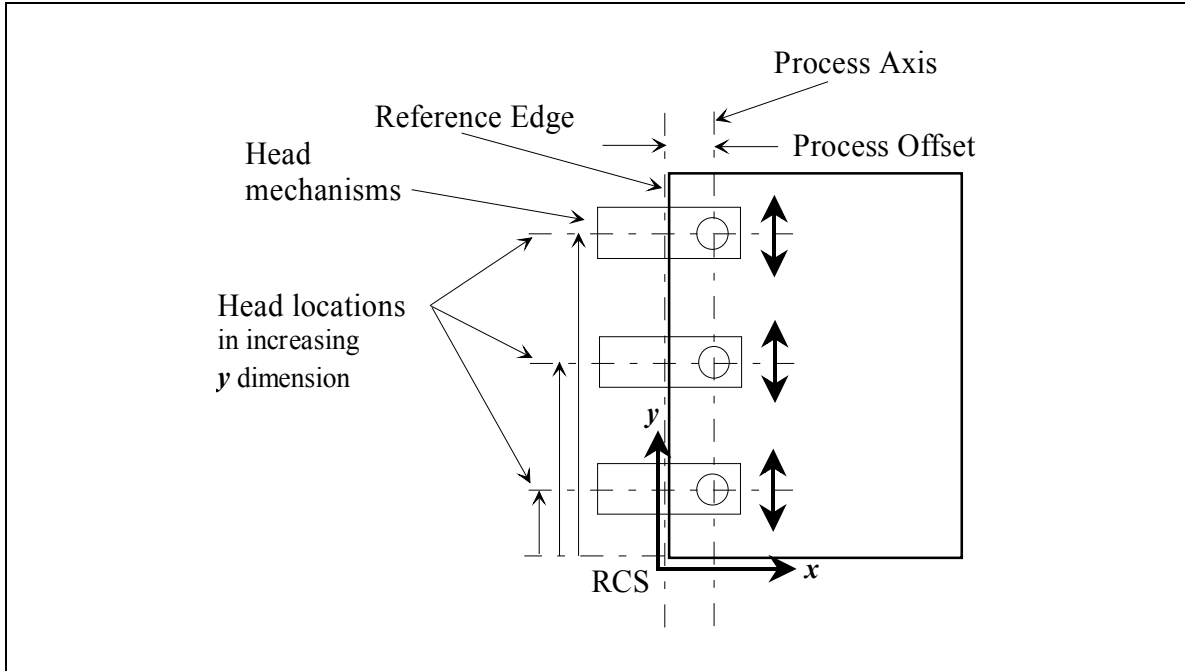 Process Axis
Reference Edge
Process Offset
Head
mechanisms
Head locations
in increasing
y dimension
y
RCS
x